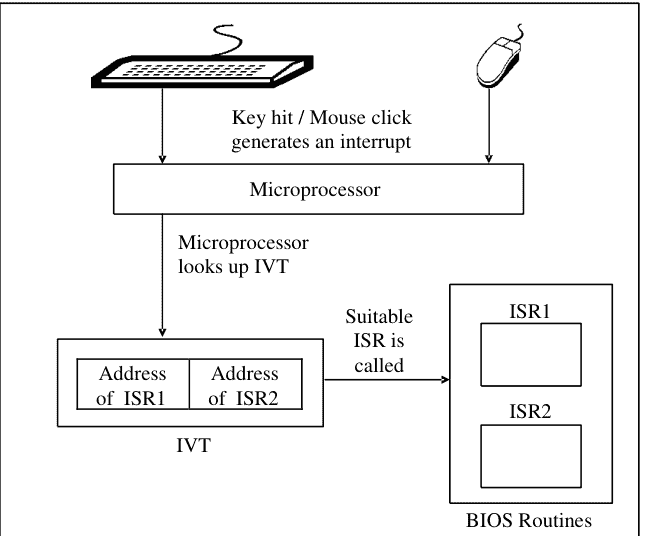 Key hit / Mouse click
generates an interrupt
Microprocessor
Microprocessor
looks up IVT
Suitable
ISR is
called
Address
of ISR1
Address
of ISR2
IVT
ISR1
ISR2
BIOS Routines